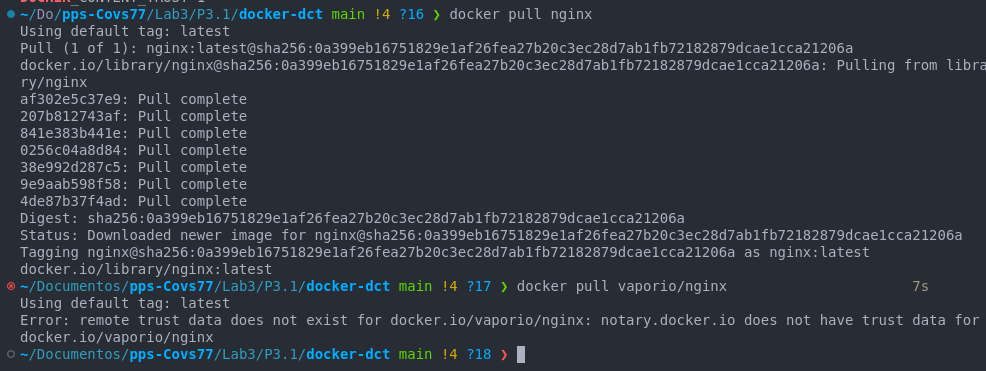 ~/Do/pps-Covs77/Lab3/P3.1/docker-dct main !4 ?16 ❯ docker pull nginx
Using default tag: latest
Pull (1 of 1): nginx:latest@sha256:0a399eb16751829e1af26fea27b20c3ec28d7ab1fb72182879dcae1cca21206a
docker.io/library/nginx@sha256:0a399eb16751829e1af26fea27b20c3ec28d7ab1fb72182879dcae1cca21206a: Pulling from libra
ry/nginx
af302e5c37e9: Pull complete
207b812743af: Pull complete
841e383b441e: Pull complete
0256c04a8d84: Pull complete
38e992d287c5: Pull complete
9e9aab598f58: Pull complete
4de87b37f4ad: Pull complete
Digest: sha256:0a399eb16751829e1af26fea27b20c3ec28d7ab1fb72182879dcae1cca21206a
Status: Downloaded newer image for nginx@sha256:0a399eb16751829e1af26fea27b20c3ec28d7ab1fb72182879dcae1cca21206a
Tagging nginx@sha256:0a399eb16751829e1af26fea27b20c3ec28d7ab1fb72182879dcae1cca21206a as nginx:latest
docker.io/library/nginx:latest
~/Documentos/pps-Covs77/Lab3/P3.1/docker-dct main !4 ?17 ❯ docker pull vaporio/nginx 7s
Using default tag: latest
Error: remote trust data does not exist for docker.io/vaporio/nginx: notary.docker.io does not have trust data for
docker.io/vaporio/nginx
~/Documentos/pps-Covs77/Lab3/P3.1/docker-dct main !4 ?18 ❯